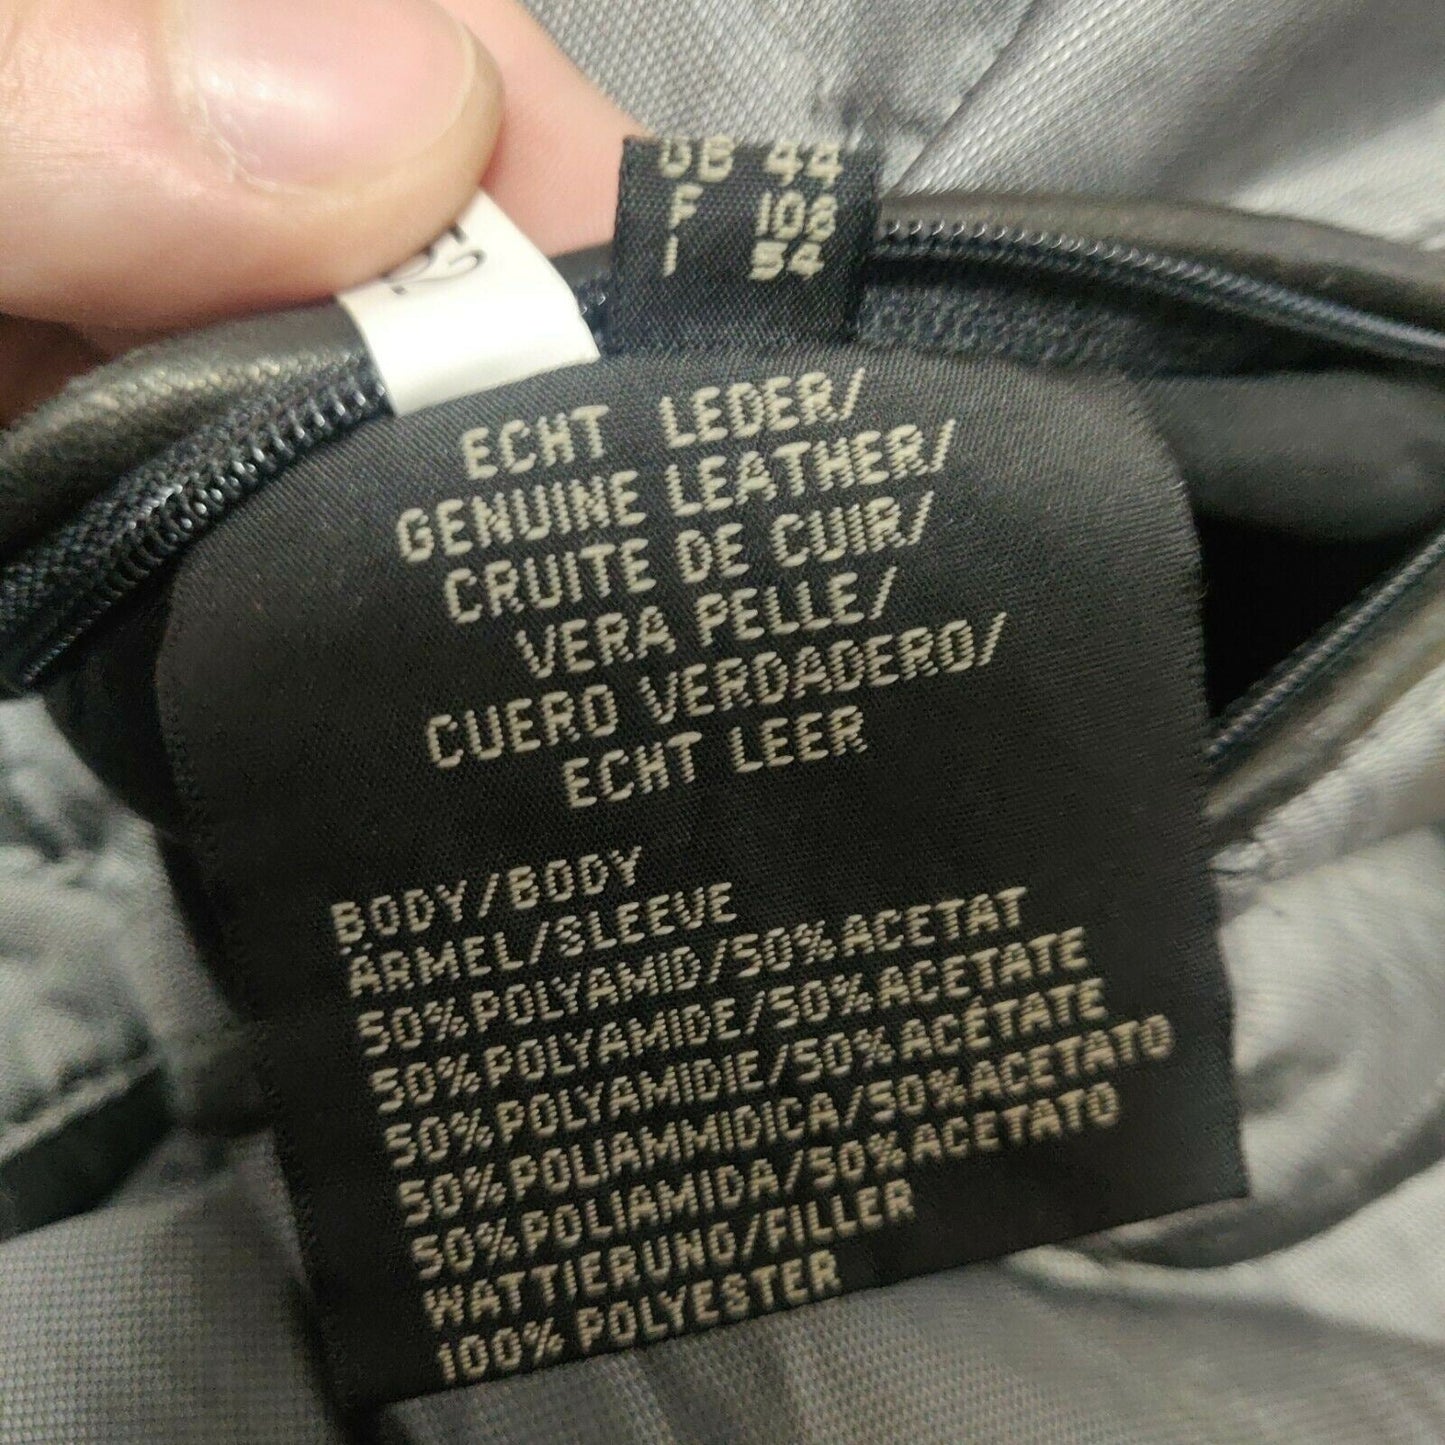 GB 44
F 108
I 54
52
ECHT LEDER/
GENUINE LEATHER/
CRUITE DE CUIR/
VERA PELLE/
CUERO VERDADERO/
ECHT LEER
BODY/BODY
ÄRMEL/SLEEVE
50%POLYAMID/50%ACETAT
50%POLYAMIDE/50%ACETATE
50%POLYAMIDIE/50%ACÉTATE
50%POLIAMMIDICA/50%ACETATO
50%POLIAMIDA/50%ACETATO
WATTIERUNG/FILLER
100% POLYESTER